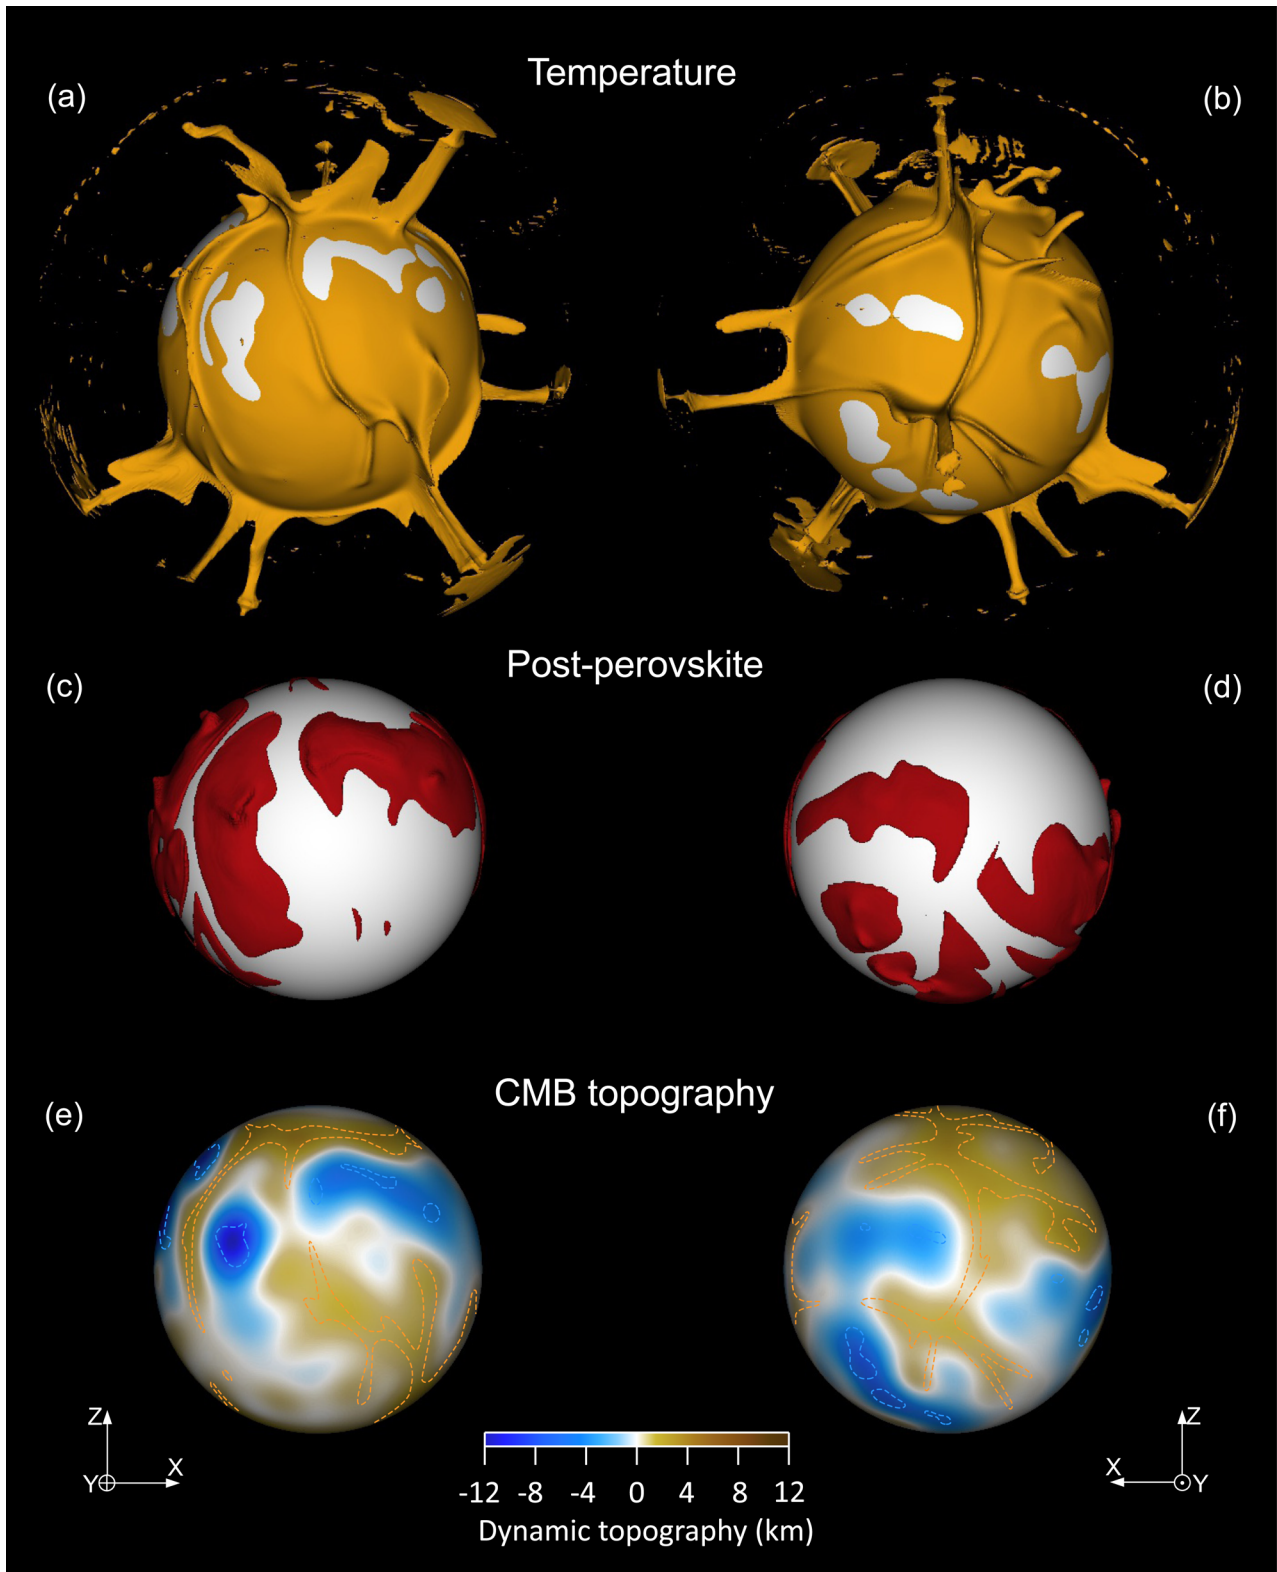 Temperature
(a)
(b)
Post-perovskite
(c)
(d)
CMB topography
(e)
(f)
Z
Y
X
Z
X
Y
-12 -8 -4 0 4 8 12
Dynamic topography (km)